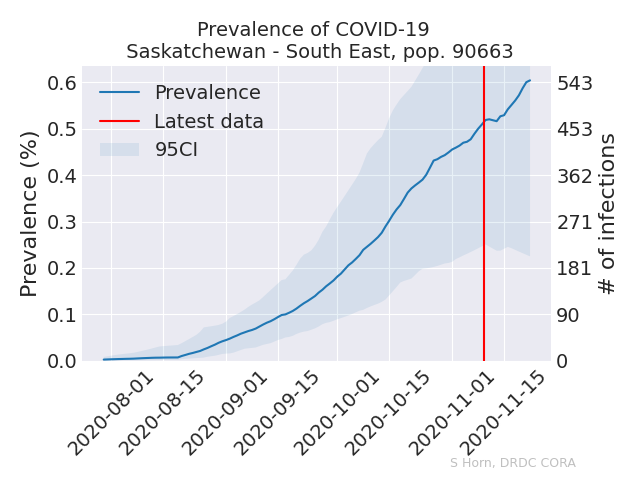 Prevalence of COVID-19
Saskatchewan - South East, pop. 90663
Prevalence
Latest data
95CI
Prevalence (%)
0.6
0.5
0.4
0.3
0.2
0.1
0.0
543
453
362
271
181
90
0
# of infections
2020-08-01
2020-08-15
2020-09-01
2020-09-15
2020-10-01
2020-10-15
2020-11-01
2020-11-15
S Horn, DRDC CORA